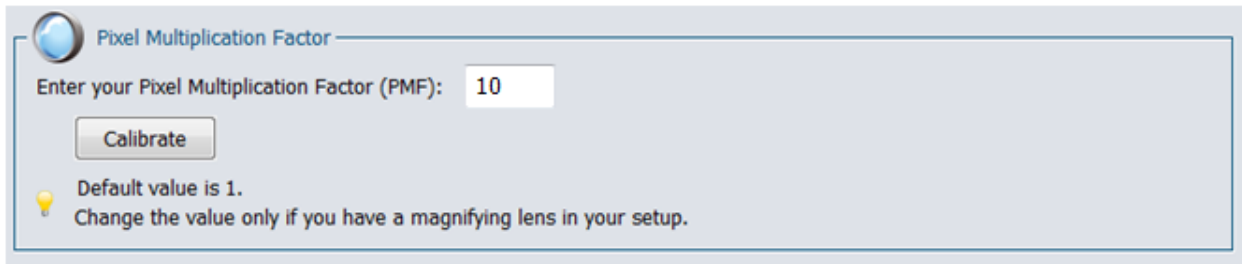 Pixel Multiplication Factor
Enter your Pixel Multiplication Factor (PMF): 10
Calibrate
Default value is 1.
Change the value only if you have a magnifying lens in your setup.